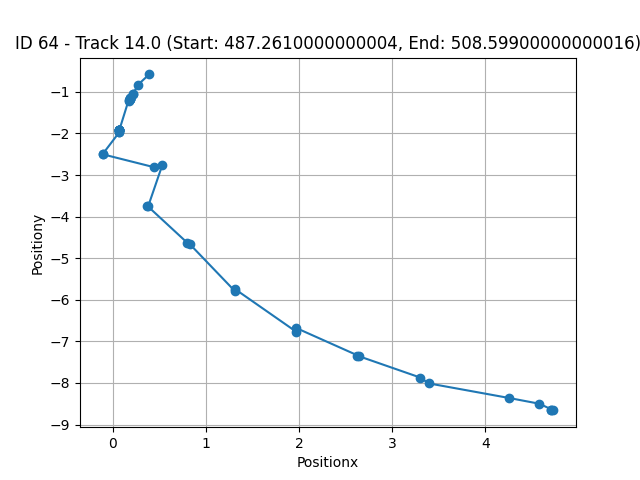 ID 64 - Track 14.0 (Start: 487.2610000000004, End: 508.59900000000016)
−1
−2
−3
−4
−5
−6
−7
−8
−9
Positiony
0 1 2 3 4
Positionx